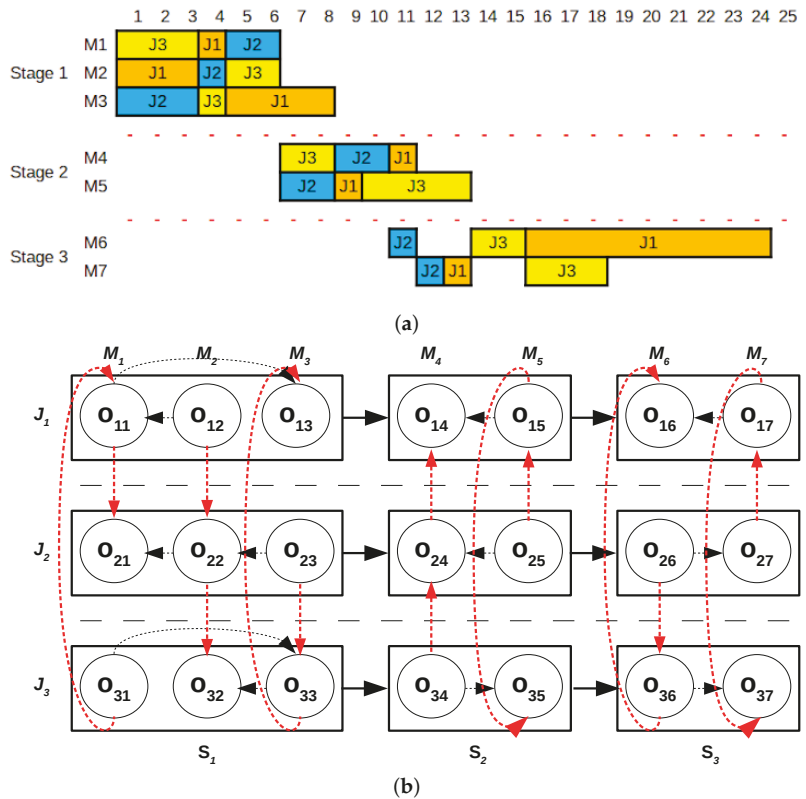 1 2 3 4 5 6 7 8 9 10 11 12 13 14 15 16 17 18 19 20 21 22 23 24 25
Stage 1
M1 J3 J1 J2
M2 J1 J2 J3
M3 J2 J3 J1
Stage 2
M4 J3 J2 J1
M5 J2 J1 J3
Stage 3
M6 J2 J3 J1
M7 J2 J1 J3
(a)
M1 M2 M3 M4 M5 M6 M7
J1 O11 O12 O13 O14 O15 O16 O17
J2 O21 O22 O23 O24 O25 O26 O27
J3 O31 O32 O33 O34 O35 O36 O37
S1 S2 S3
(b)